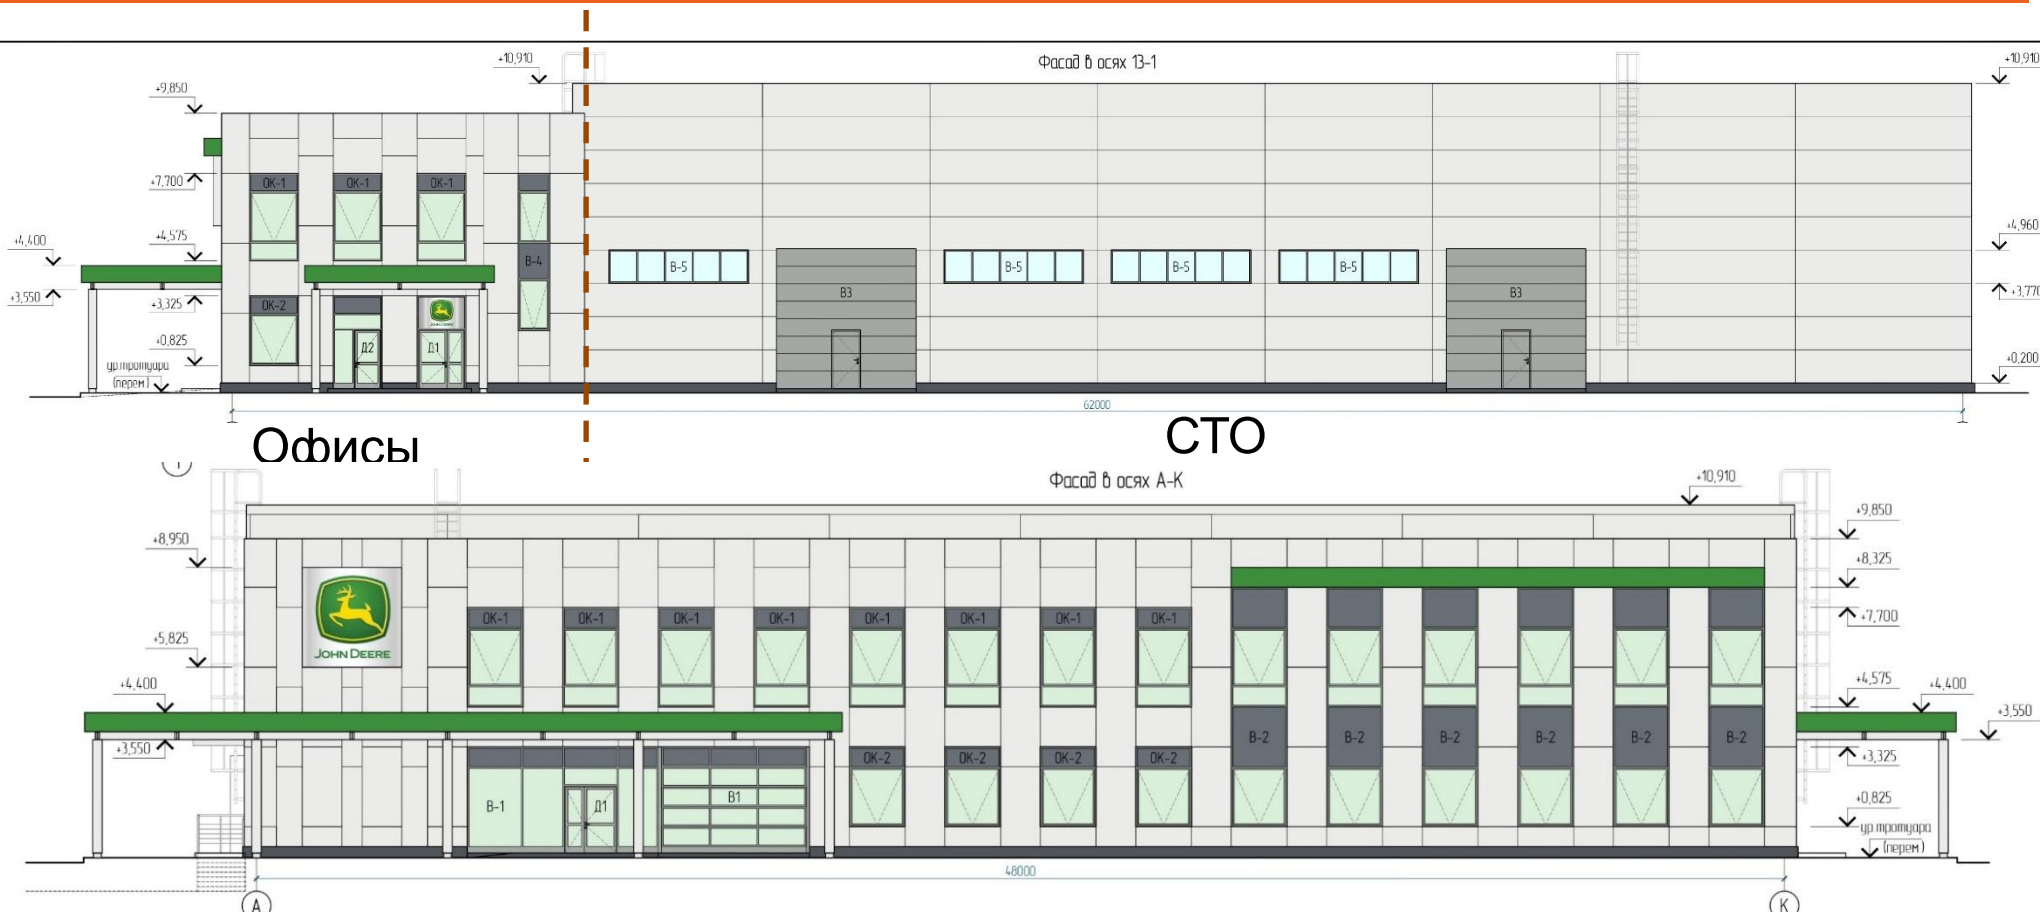 Фасад в осях 13-1
+10,910
+10,910
+9,850
+7,700
ОК-1 ОК-1 ОК-1
+4,400
+4,575
В-4
+4,960
В-5 В-5 В-5 В-5
+3,550
+3,325
ОК-2
JOHN DEERE
В3 В3
+3,770
+0,825
Д2 Д1
ур.тротуара
(перем.)
+0,200
62000
Офисы
СТО
Фасад в осях А-К
+10,910
+9,850
+8,950
+8,325
ОК-1 ОК-1 ОК-1 ОК-1 ОК-1 ОК-1 ОК-1 ОК-1
+7,700
+5,825
JOHN DEERE
+4,400
+4,575
+4,400
+3,550
+3,550
В-2 В-2 В-2 В-2 В-2 В-2
ОК-2 ОК-2 ОК-2 ОК-2
+3,325
В-1 Д1 В1
+0,825
ур.тротуара
(перем.)
48000
А
К